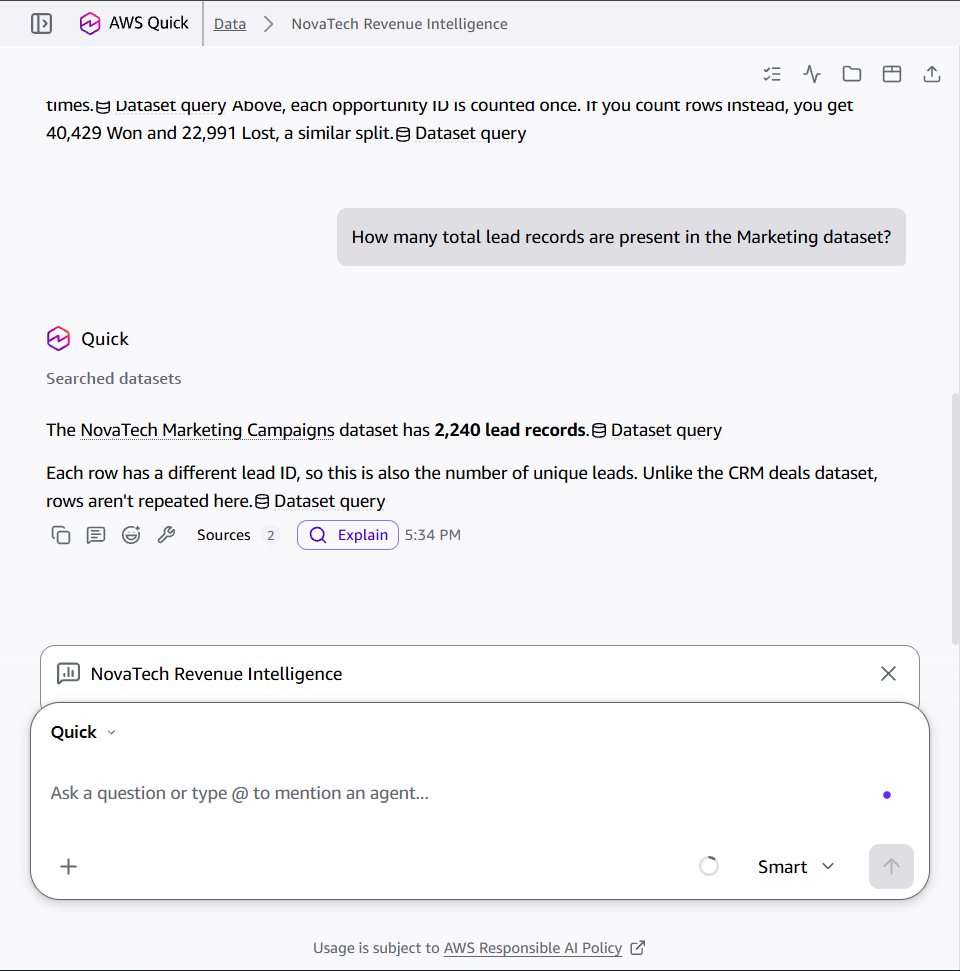 AWS Quick
Data
NovaTech Revenue Intelligence
times. Dataset query Above, each opportunity ID is counted once. If you count rows instead, you get
40,429 Won and 22,991 Lost, a similar split. Dataset query
How many total lead records are present in the Marketing dataset?
Quick
Searched datasets
The NovaTech Marketing Campaigns dataset has 2,240 lead records. Dataset query
Each row has a different lead ID, so this is also the number of unique leads. Unlike the CRM deals dataset,
rows aren't repeated here. Dataset query
Sources 2 Explain 5:34 PM
NovaTech Revenue Intelligence
Quick
Ask a question or type @ to mention an agent...
Smart
Usage is subject to AWS Responsible AI Policy